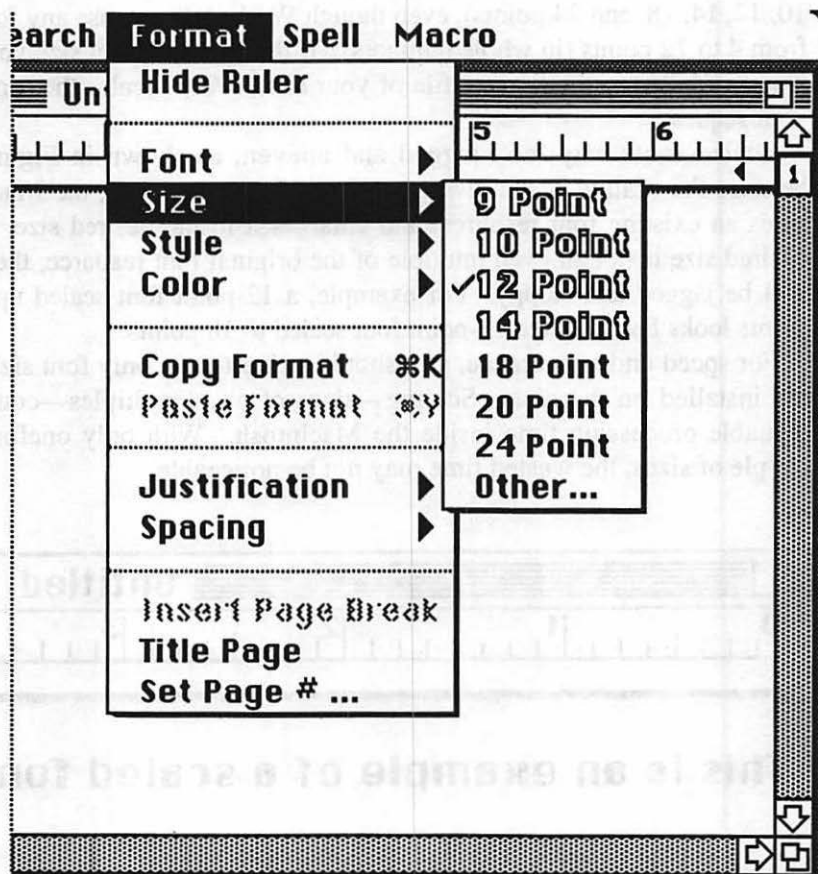 earch Format Spell Macro
Un
Hide Ruler
5 6
Font
1
Size
9 Point
Style
10 Point
Color
✓12 Point
14 Point
Copy Format ⌘K
18 Point
Paste Format ⌘Y
20 Point
24 Point
Justification
Other...
Spacing
Insert Page Break
Title Page
Set Page # ...